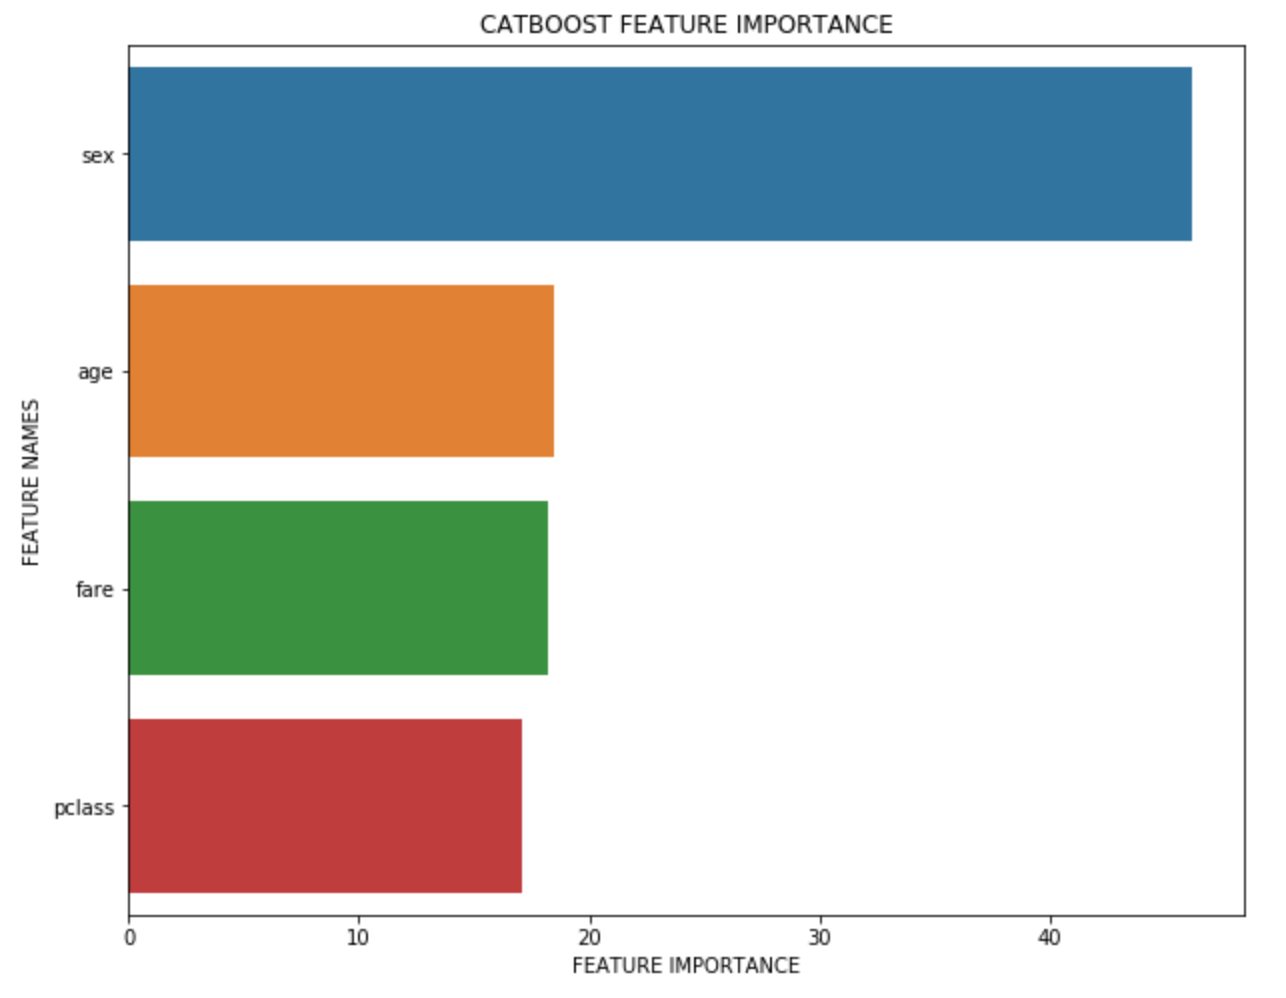 CATBOOST FEATURE IMPORTANCE
sex
age
fare
pclass
FEATURE NAMES
0 10 20 30 40
FEATURE IMPORTANCE